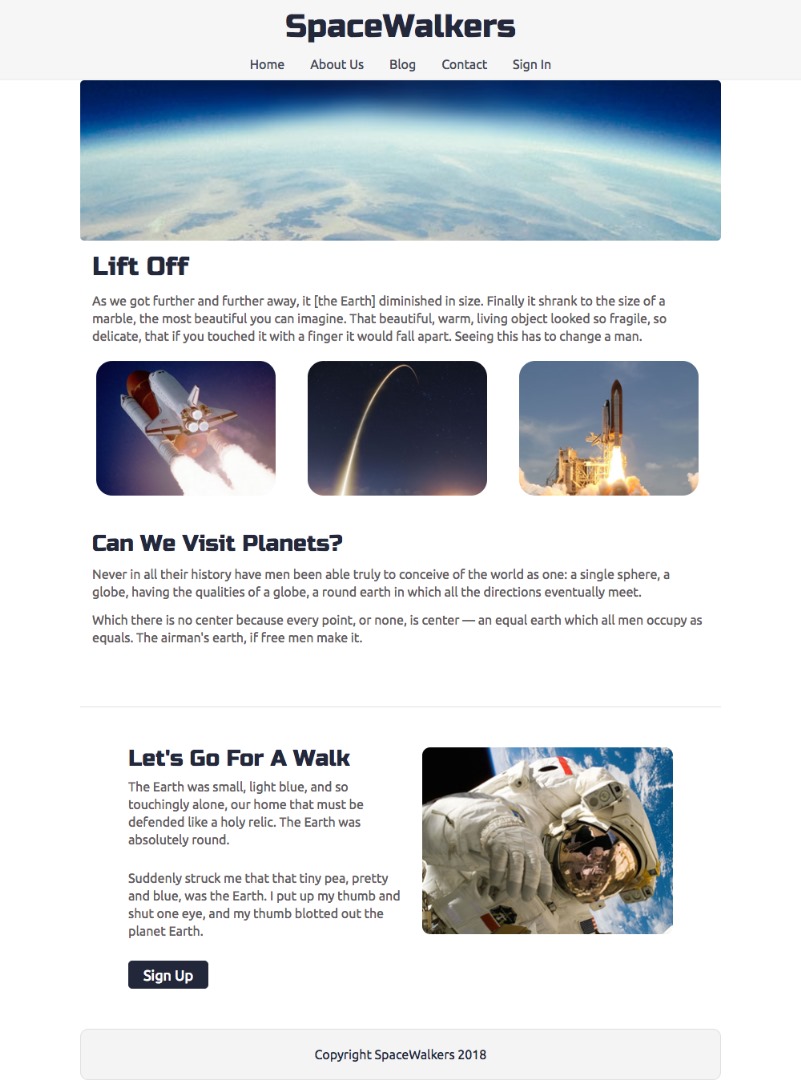 SpaceWalkers
Home About Us Blog Contact Sign In
Lift Off
As we got further and further away, it [the Earth] diminished in size. Finally it shrank to the size of a
marble, the most beautiful you can imagine. That beautiful, warm, living object looked so fragile, so
delicate, that if you touched it with a finger it would fall apart. Seeing this has to change a man.
Can We Visit Planets?
Never in all their history have men been able truly to conceive of the world as one: a single sphere, a
globe, having the qualities of a globe, a round earth in which all the directions eventually meet.
Which there is no center because every point, or none, is center — an equal earth which all men occupy as
equals. The airman's earth, if free men make it.
Let's Go For A Walk
The Earth was small, light blue, and so
touchingly alone, our home that must be
defended like a holy relic. The Earth was
absolutely round.
Suddenly struck me that that tiny pea, pretty
and blue, was the Earth. I put up my thumb and
shut one eye, and my thumb blotted out the
planet Earth.
Sign Up
Copyright SpaceWalkers 2018